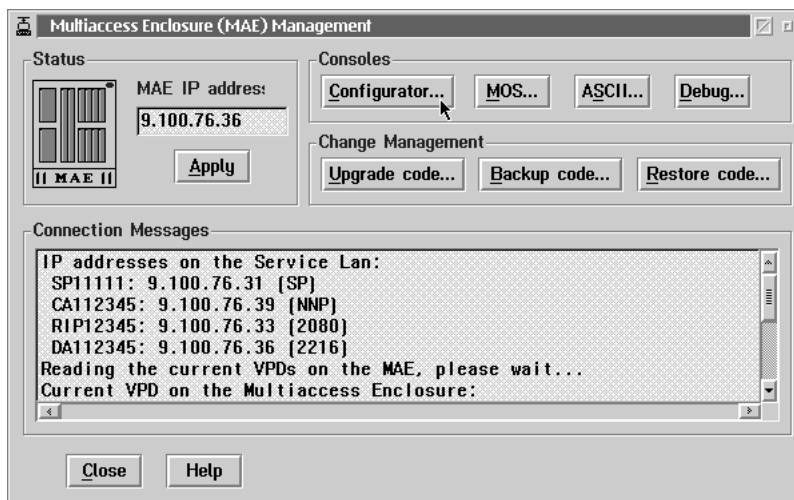 Multiaccess Enclosure (MAE) Management
Status
MAE IP address
9.100.76.36
Apply
|| MAE ||
Consoles
Configurator...
MOS...
ASCII...
Debug...
Change Management
Upgrade code...
Backup code...
Restore code...
Connection Messages
IP addresses on the Service Lan:
SP11111: 9.100.76.31 (SP)
CA112345: 9.100.76.39 (NNP)
RIP12345: 9.100.76.33 (2080)
DA112345: 9.100.76.36 (2216)
Reading the current VPDs on the MAE, please wait...
Current VPD on the Multiaccess Enclosure:
Close
Help